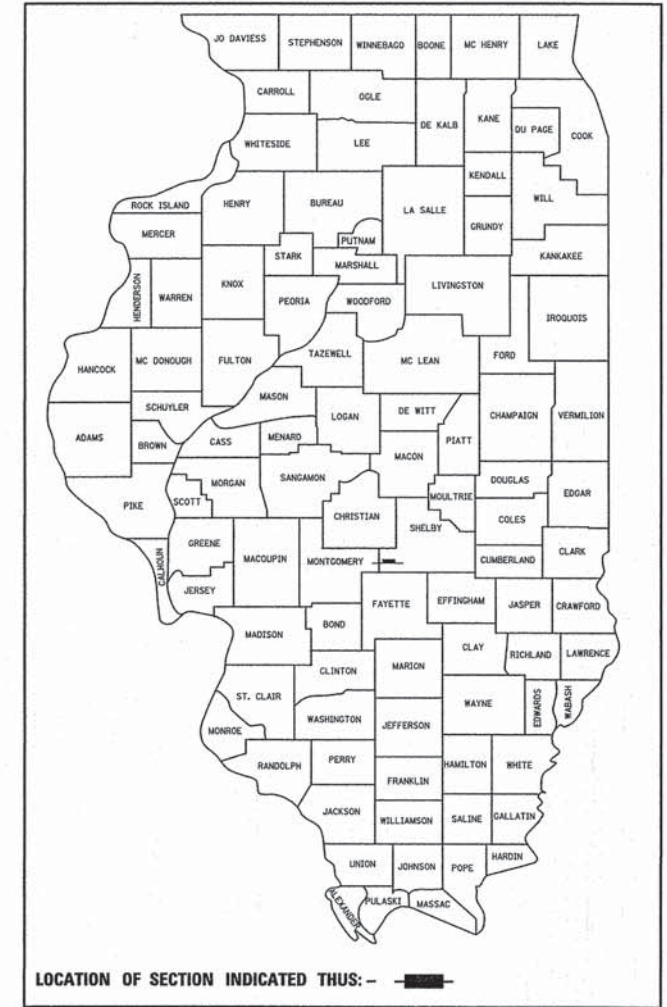 JO DAVIESS
STEPHENSON
WINNEBAGO
BOONE
MC HENRY
LAKE
CARROLL
OGLE
DE KALB
KANE
DU PAGE
COOK
WHITESIDE
LEE
KENDALL
WILL
ROCK ISLAND
HENRY
BUREAU
LA SALLE
GRUNDY
MERCER
PUTNAM
STARK
MARSHALL
KANKAKEE
HENDERSON
WARREN
KNOX
PEORIA
WOODFORD
LIVINGSTON
IROQUOIS
HANCOCK
MC DONOUGH
FULTON
TAZEWELL
MC LEAN
FORD
SCHUYLER
MASON
LOGAN
DE WITT
CHAMPAIGN
VERMILION
ADAMS
BROWN
CASS
MENARD
MACON
PIATT
PIKE
SCOTT
MORGAN
SANGAMON
MOULTRIE
DOUGLAS
EDGAR
CHRISTIAN
SHELBY
COLES
CALHOUN
GREENE
MACOUPIN
MONTGOMERY
CUMBERLAND
CLARK
JERSEY
FAYETTE
EFFINGHAM
JASPER
CRAWFORD
MADISON
BOND
CLAY
RICHLAND
LAWRENCE
CLINTON
MARION
ST. CLAIR
WAYNE
EDWARDS
WABASH
MONROE
WASHINGTON
JEFFERSON
RANDOLPH
PERRY
HAMILTON
WHITE
FRANKLIN
JACKSON
WILLIAMSON
SALINE
GALLATIN
UNION
JOHNSON
POPE
HARDIN
ALEXANDER
PULASKI
MASSAC
LOCATION OF SECTION INDICATED THUS: -